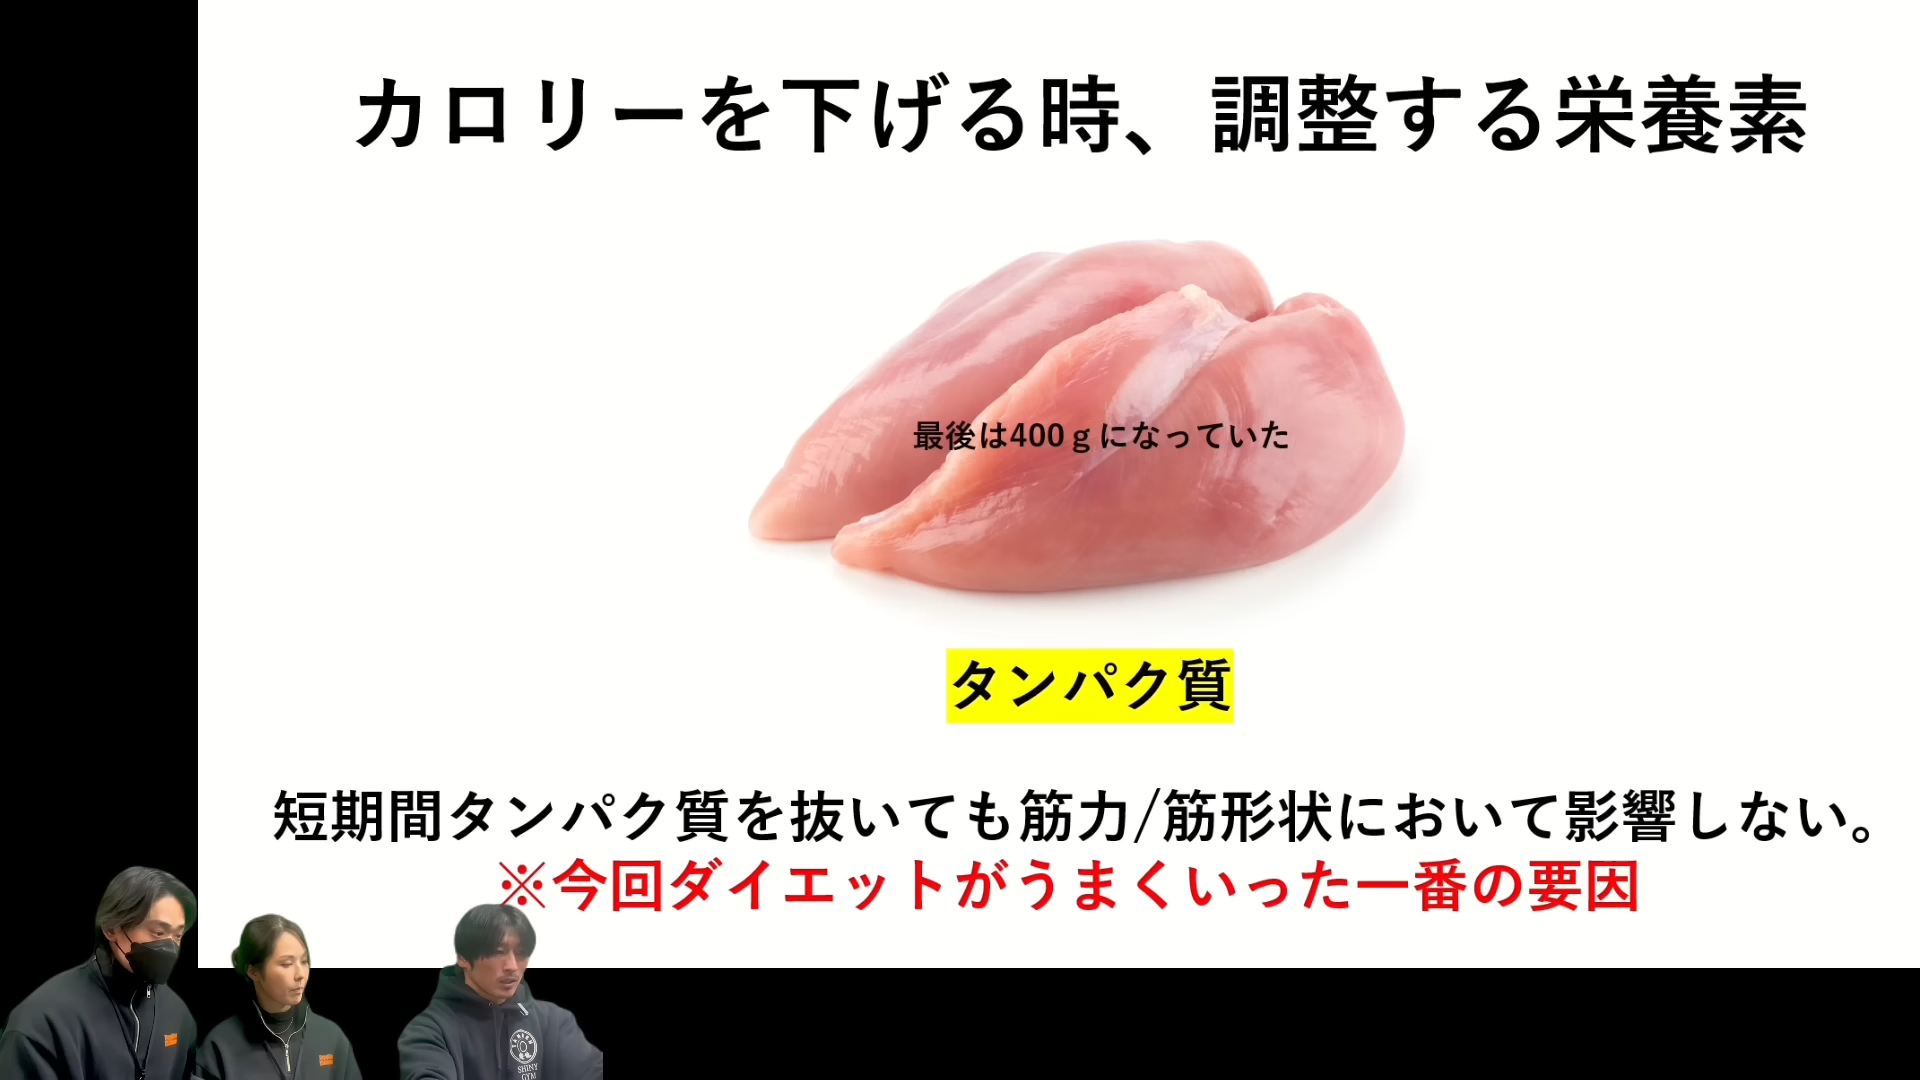 カロリーを下げる時、調整する栄養素
最後は400ｇになっていた
タンパク質
短期間タンパク質を抜いても筋力/筋形状において影響しない。
※今回ダイエットがうまくいった一番の要因
SHINY
GYM